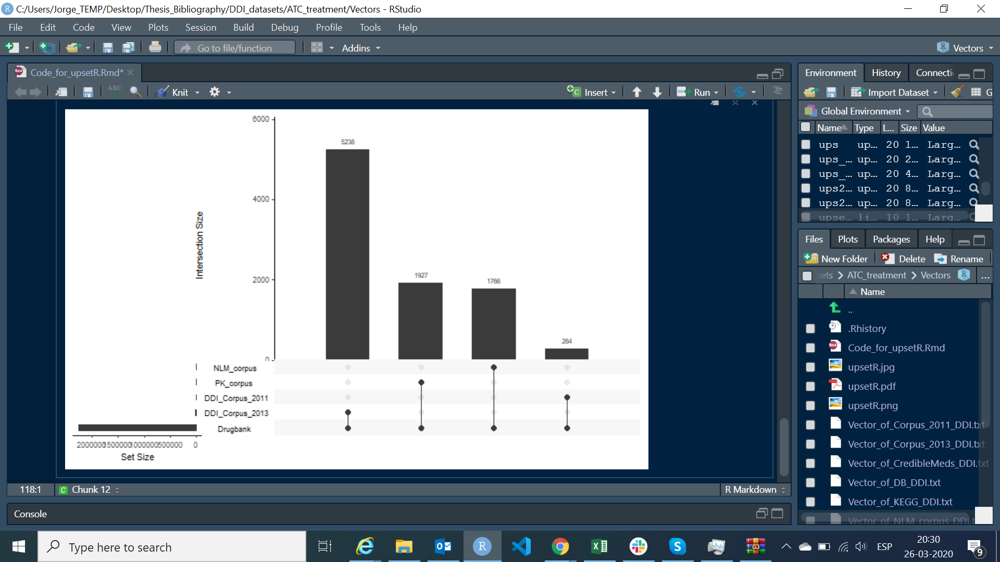 C:/Users/Jorge_TEMP/Desktop/Thesis_Bibliography/DDI_datasets/ATC_treatment/Vectors - RStudio
File Edit Code View Plots Session Build Debug Profile Tools Help
Go to file/function Addins Vectors
Code_for_upsetR.Rmd*
ABC Knit Insert Run
6000
5238
4000
Intersection Size
1927
1766
2000
284
0
NLM_corpus
PK_corpus
DDI_Corpus_2011
DDI_Corpus_2013
Drugbank
2000000 1500000 1000000 500000 0
Set Size
118:1 Chunk 12 R Markdown
Console
Environment History Connecti
Import Dataset G
Global Environment
Name Type L... Size Value
ups up... 20 1... Larg...
ups_... up... 20 2... Larg...
ups_... up... 20 4... Larg...
ups2... up... 20 8... Larg...
ups2... up... 20 8... Larg...
upse... li... 10 1... Larg...
Files Plots Packages Help
New Folder Delete Rename
sets ATC_treatment Vectors ...
Name
..
.Rhistory
Code_for_upsetR.Rmd
upsetR.jpg
upsetR.pdf
upsetR.png
Vector_of_Corpus_2011_DDI.txt
Vector_of_Corpus_2013_DDI.txt
Vector_of_CredibleMeds_DDI.txt
Vector_of_DB_DDI.txt
Vector_of_KEGG_DDI.txt
Vector_of_NLM_corpus_DDI.t
Type here to search
ESP
20:30
26-03-2020
9